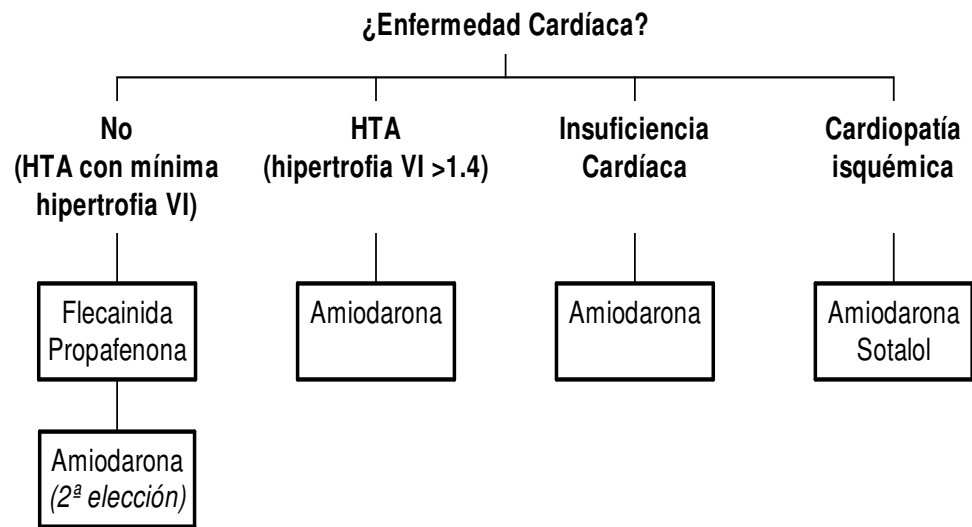 ¿Enfermedad Cardíaca?
No
(HTA con mínima
hipertrofia VI)
HTA
(hipertrofia VI >1.4)
Insuficiencia
Cardíaca
Cardiopatía
isquémica
Flecainida
Propafenona
Amiodarona
Amiodarona
Amiodarona
Sotalol
Amiodarona
(2ª elección)